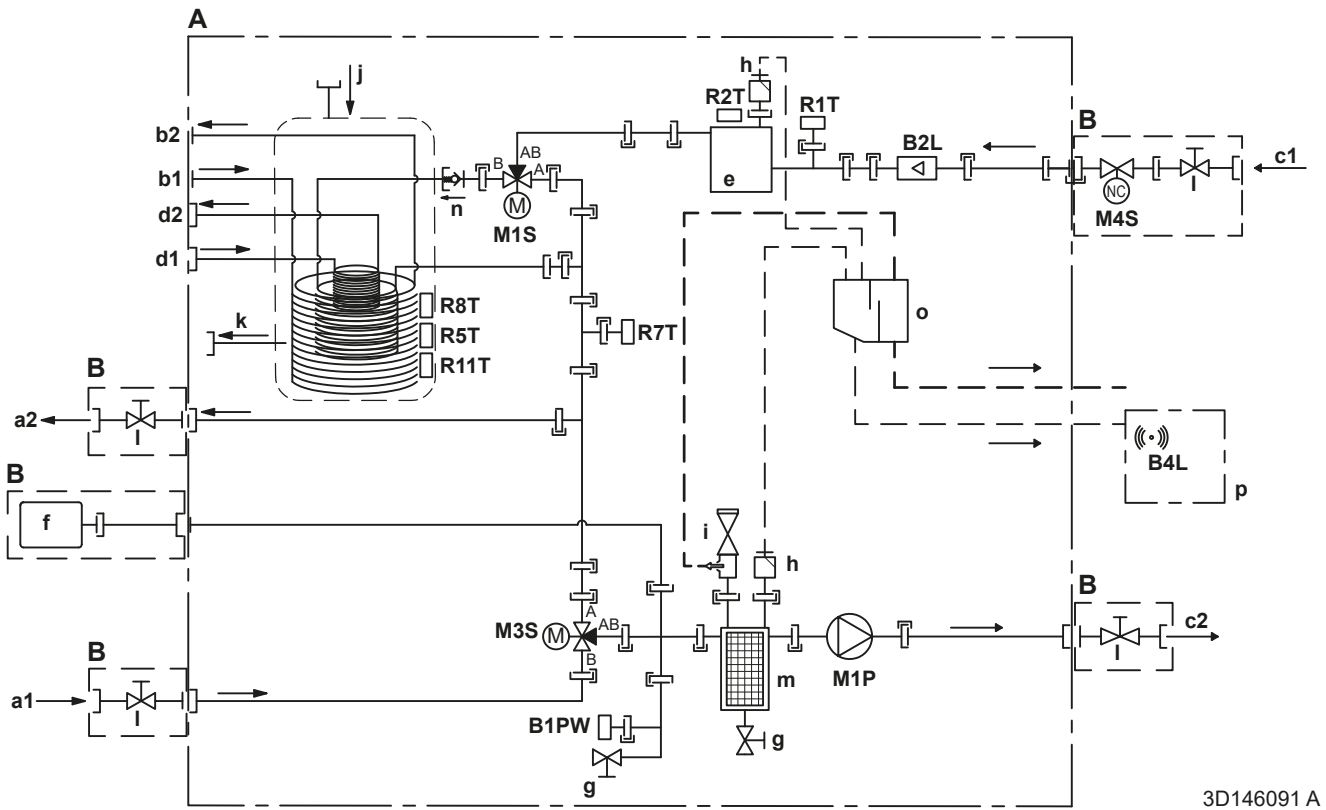 A
j
h
R2T
R1T
B
b2
AB
B2L
B
A
c1
b1
e
l
NC
n
M
M4S
d2
M1S
d1
R8T
o
k
R5T
R7T
R11T
B
a2
l
B4L
B
p
f
i
h
B
A
M3S
M
AB
c2
B
l
B
M1P
m
a1
l
B1PW
g
g
3D146091 A